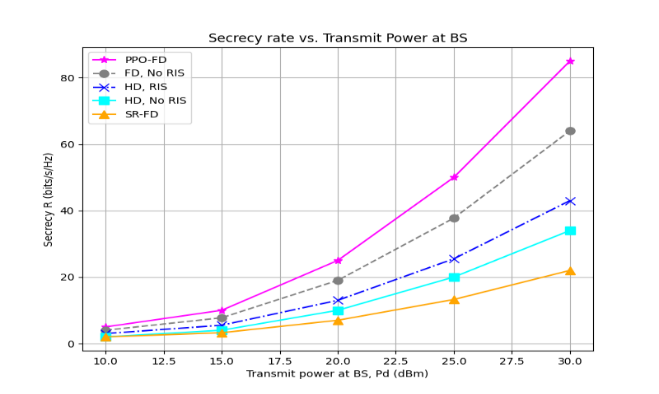 Secrecy rate vs. Transmit Power at BS
PPO-FD
FD, No RIS
HD, RIS
HD, No RIS
SR-FD
Secrecy R (bits/s/Hz)
80
60
40
20
0
10.0 12.5 15.0 17.5 20.0 22.5 25.0 27.5 30.0
Transmit power at BS, Pd (dBm)